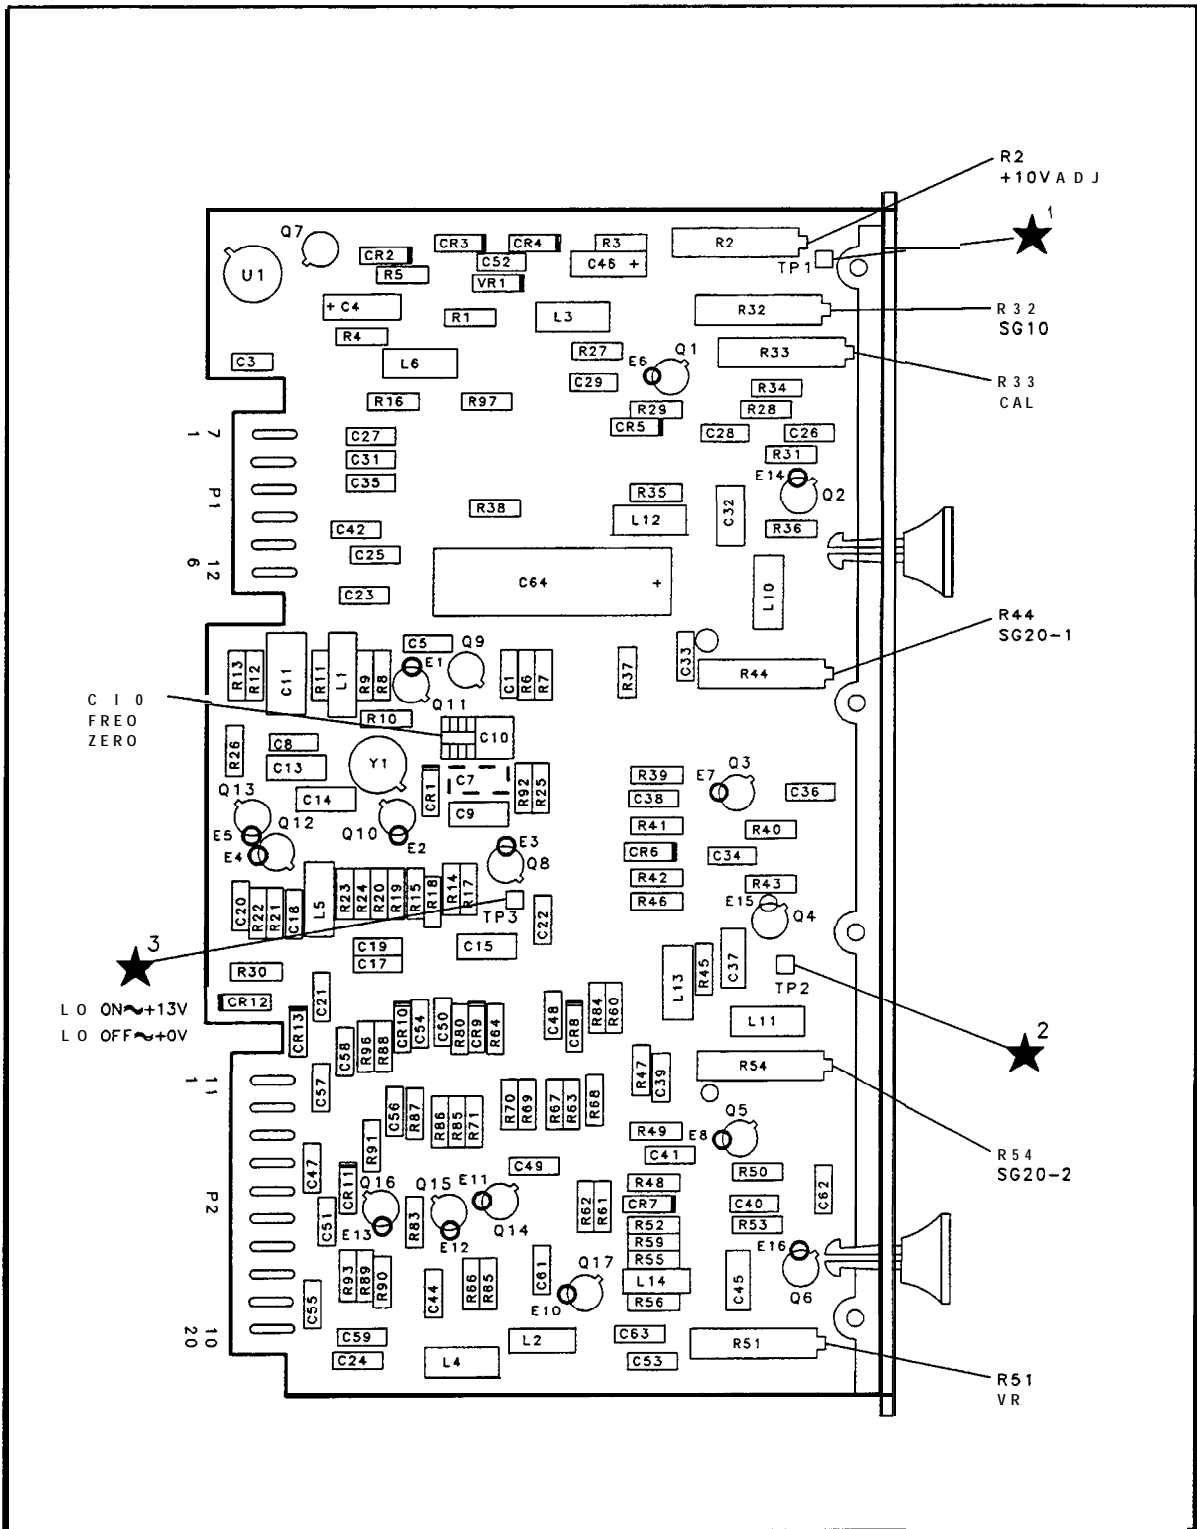 R2
+10V ADJ
1
Q7
U1
CR2
R5
CR3
CR4
C52
VR1
R3
C46 +
R2
TP1
+ C4
R4
R1
L3
R32
R32
SG10
R33
R33
CAL
C3
L6
R27
C29
E6
Q1
R34
R16
R97
R29
R28
CR5
C28
C26
7
1
C27
C31
C35
R31
E14
Q2
P1
R38
R35
L12
C32
R36
C42
C25
12
6
C64 +
C23
L10
R44
SG20-1
R13
R12
C11
R11
L1
R9
R8
C5
E1
Q9
C1
R6
R7
R37
C33
R44
C I 0
FREO
ZERO
Q11
R10
C10
R26
C8
C13
Y1
CR1
C7
C9
R92
R25
R39
C38
E7
Q3
C36
Q13
C14
Q12
E5
E4
Q10
E2
E3
Q8
R41
CR6
R40
C34
R42
R46
R43
E15
Q4
C20
R22
R21
C18
L5
R23
R24
R20
R19
R15
R18
R14
R17
TP3
C22
3
C19
C17
C15
L13
R45
C37
TP2
R30
LO ON~+13V
LO OFF~+0V
CR12
C21
CR13
C58
R96
R88
CR10
C54
C50
R80
CR9
R64
C48
CR8
R84
R60
L11
2
11
1
C57
R47
C39
R54
C56
R87
R86
R85
R71
R70
R69
R67
R63
R68
R49
E8
Q5
C41
R91
R54
SG20-2
C47
CR11
Q16
Q15
E11
C49
R48
CR7
R50
C40
C62
P2
C51
E13
R83
E12
Q14
R62
R61
R52
R59
R55
L14
R56
R53
E16
Q6
C45
R93
R89
R90
C44
R66
R65
C61
Q17
E10
C55
10
20
C59
C24
L4
L2
C63
C53
R51
R51
VR